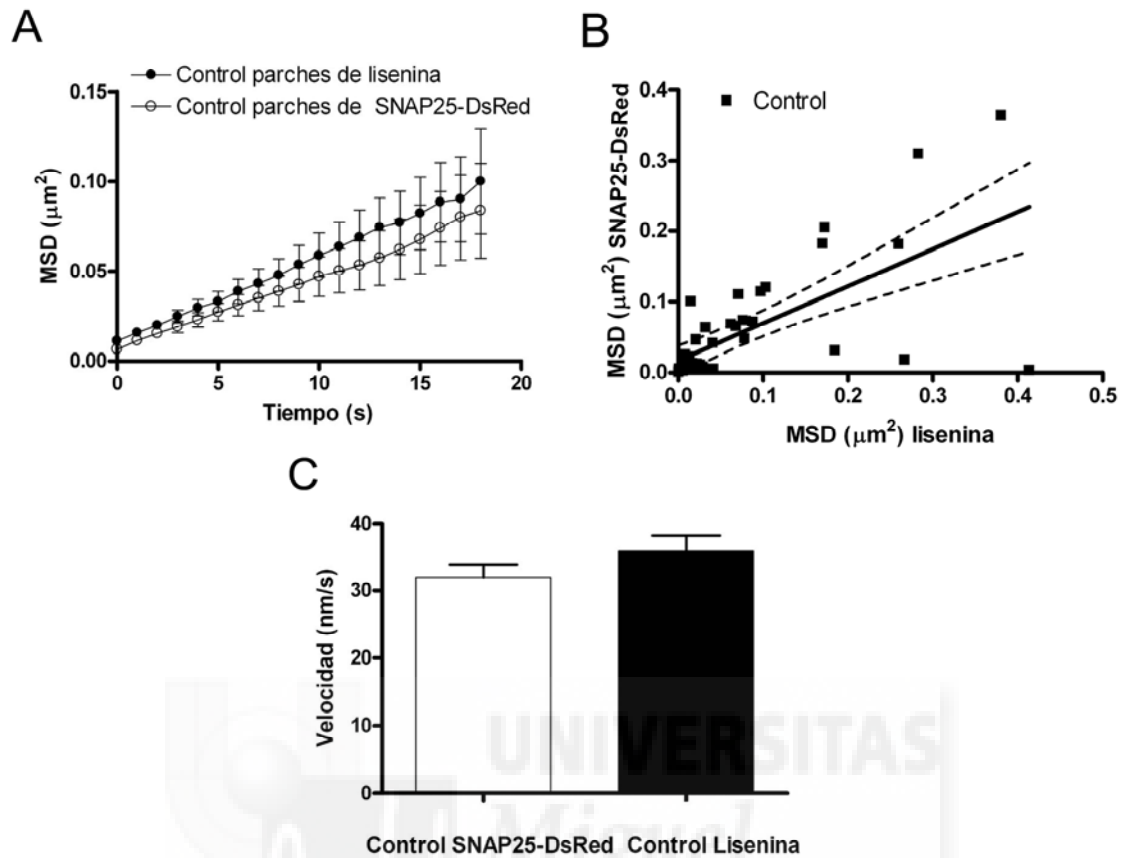 A
Control parches de lisenina
Control parches de SNAP25-DsRed
MSD (μm²)
0.15
0.10
0.05
0.00
0 5 10 15 20
Tiempo (s)
B
Control
MSD (μm²) SNAP25-DsRed
0.4
0.3
0.2
0.1
0.0
0.0 0.1 0.2 0.3 0.4 0.5
MSD (μm²) lisenina
C
Velocidad (nm/s)
40
30
20
10
0
Control SNAP25-DsRed Control Lisenina
UNIVERSITAS
Miguel